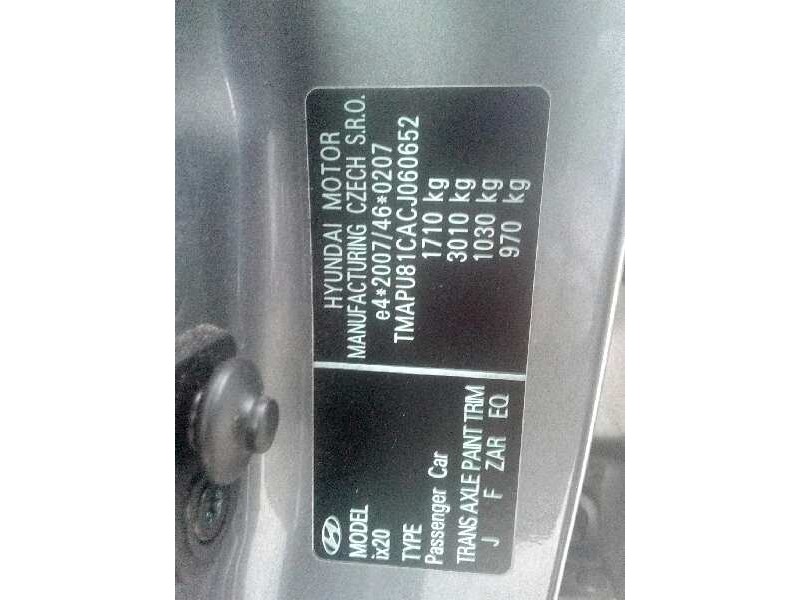 MODEL
ix20
TYPE
Passenger Car
TRANS AXLE PAINT TRIM
J F ZAR EQ
HYUNDAI MOTOR
MANUFACTURING CZECH S.R.O.
e4*2007/46*0207
TMAPU81CACJ060652
1710 kg
3010 kg
1030 kg
970 kg